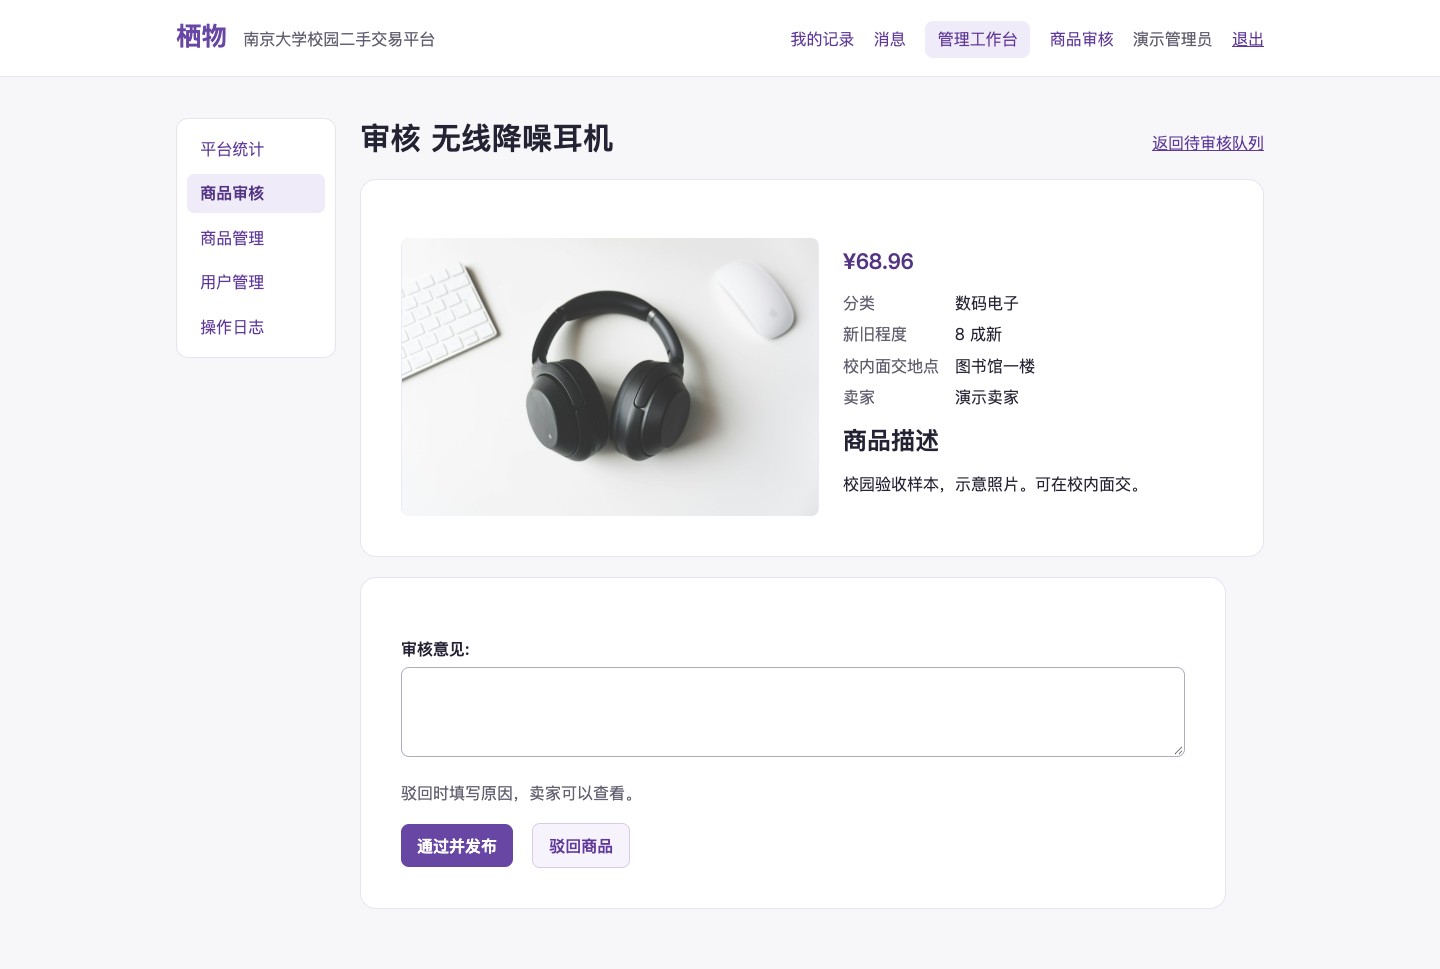 栖物 南京大学校园二手交易平台 我的记录 消息 管理工作台 商品审核 演示管理员 退出
平台统计
商品审核
商品管理
用户管理
操作日志
审核 无线降噪耳机
返回待审核队列
¥68.96
分类 数码电子
新旧程度 8 成新
校内面交地点 图书馆一楼
卖家 演示卖家
商品描述
校园验收样本，示意照片。可在校内面交。
审核意见:
驳回时填写原因，卖家可以查看。
通过并发布 驳回商品